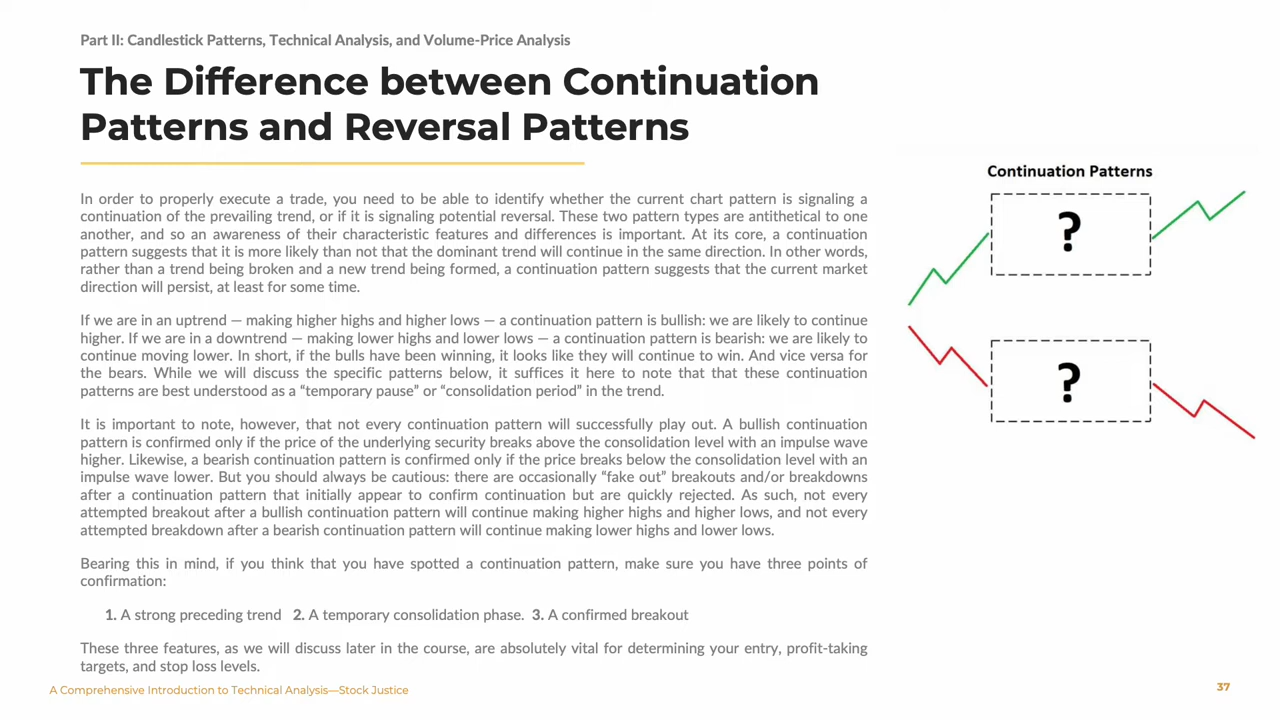 Part II: Candlestick Patterns, Technical Analysis, and Volume-Price Analysis
The Difference between Continuation
Patterns and Reversal Patterns
In order to properly execute a trade, you need to be able to identify whether the current chart pattern is signaling a
continuation of the prevailing trend, or if it is signaling potential reversal. These two pattern types are antithetical to one
another, and so an awareness of their characteristic features and differences is important. At its core, a continuation
pattern suggests that it is more likely than not that the dominant trend will continue in the same direction. In other words,
rather than a trend being broken and a new trend being formed, a continuation pattern suggests that the current market
direction will persist, at least for some time.
If we are in an uptrend — making higher highs and higher lows — a continuation pattern is bullish: we are likely to continue
higher. If we are in a downtrend — making lower highs and lower lows — a continuation pattern is bearish: we are likely to
continue moving lower. In short, if the bulls have been winning, it looks like they will continue to win. And vice versa for
the bears. While we will discuss the specific patterns below, it suffices it here to note that that these continuation
patterns are best understood as a “temporary pause” or “consolidation period” in the trend.
It is important to note, however, that not every continuation pattern will successfully play out. A bullish continuation
pattern is confirmed only if the price of the underlying security breaks above the consolidation level with an impulse wave
higher. Likewise, a bearish continuation pattern is confirmed only if the price breaks below the consolidation level with an
impulse wave lower. But you should always be cautious: there are occasionally “fake out” breakouts and/or breakdowns
after a continuation pattern that initially appear to confirm continuation but are quickly rejected. As such, not every
attempted breakout after a bullish continuation pattern will continue making higher highs and higher lows, and not every
attempted breakdown after a bearish continuation pattern will continue making lower highs and lower lows.
Bearing this in mind, if you think that you have spotted a continuation pattern, make sure you have three points of
confirmation:
1. A strong preceding trend 2. A temporary consolidation phase. 3. A confirmed breakout
These three features, as we will discuss later in the course, are absolutely vital for determining your entry, profit-taking
targets, and stop loss levels.
Continuation Patterns
?
?
A Comprehensive Introduction to Technical Analysis—Stock Justice
37